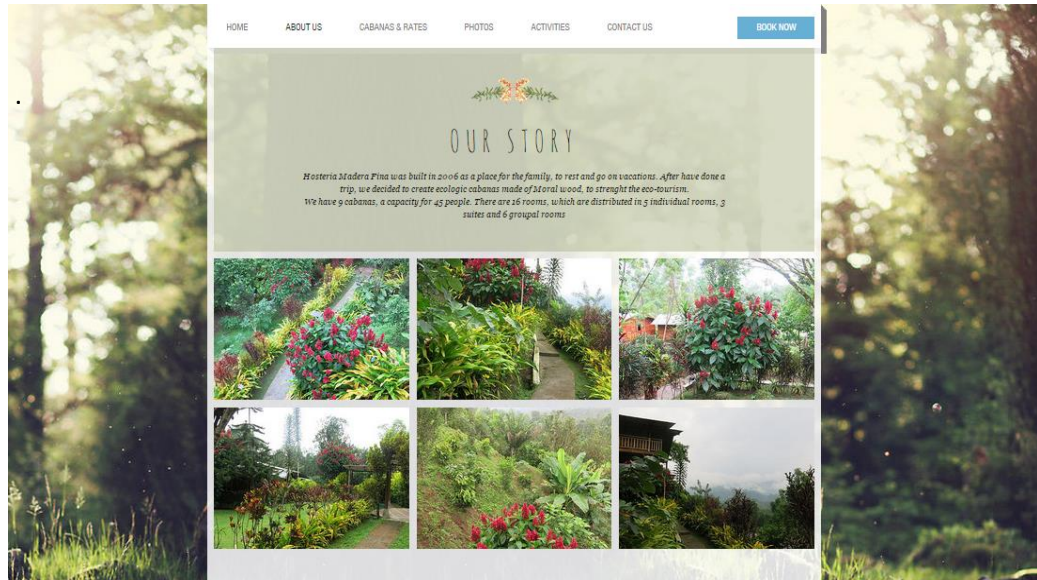 HOME ABOUT US CABANAS & RATES PHOTOS ACTIVITIES CONTACT US BOOK NOW
OUR STORY
Hosteria Madera Fina was built in 2006 as a place for the family, to rest and go on vacations. After have done a
trip, we decided to create ecologic cabanas made of Moral wood, to strenght the eco-tourism.
We have 9 cabanas, a capacity for 45 people. There are 16 rooms, which are distributed in 5 individual rooms, 3
suites and 6 groupal rooms